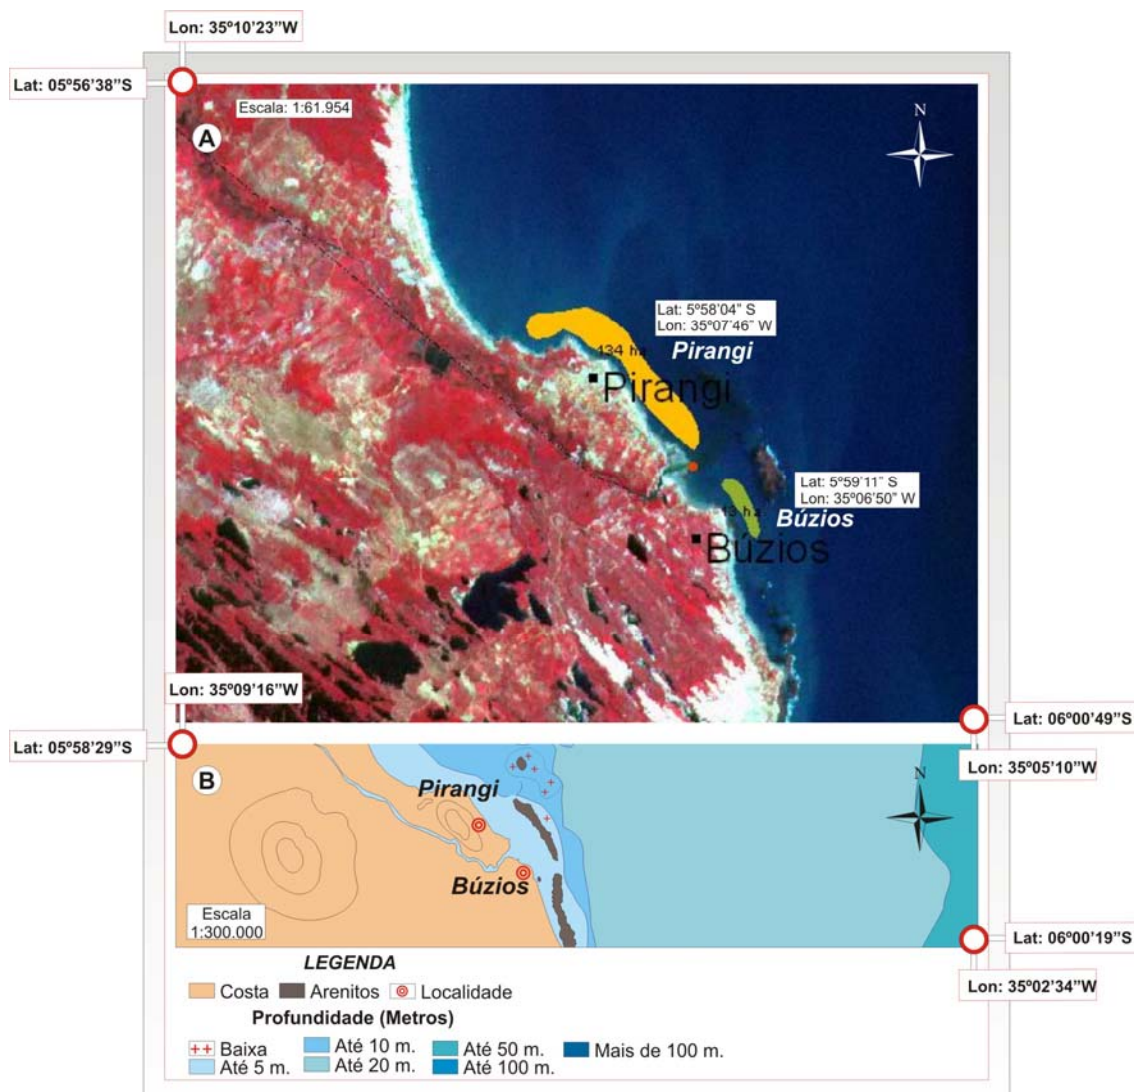 Lon: 35º10’23”W
Lat: 05º56’38”S
Escala: 1:61.954
A
N
Lat: 5º58’04” S
Lon: 35º07’46” W
Pirangi
134 ha
Pirangi
Lat: 5º59’11” S
Lon: 35º06’50” W
Búzios
13 ha
Búzios
Lon: 35º09’16”W
Lat: 06º00’49”S
Lat: 05º58’29”S
Lon: 35º05’10”W
B
N
Pirangi
Búzios
Escala
1:300.000
Lat: 06º00’19”S
Lon: 35º02’34”W
LEGENDA
Costa Arenitos Localidade
Profundidade (Metros)
Baixa Até 10 m. Até 50 m. Mais de 100 m.
Até 5 m. Até 20 m. Até 100 m.